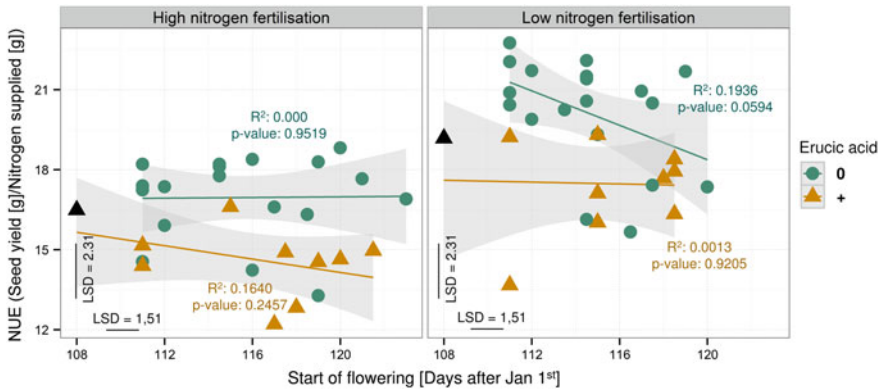 High nitrogen fertilisation
Low nitrogen fertilisation
NUE (Seed yield [g]/Nitrogen supplied [g])
21
18
15
12
R²: 0.000
p-value: 0.9519
R²: 0.1640
p-value: 0.2457
LSD = 2.31
LSD = 1,51
R²: 0.1936
p-value: 0.0594
R²: 0.0013
p-value: 0.9205
LSD = 2.31
LSD = 1,51
Erucic acid
0
+
108 112 116 120 108 112 116 120
Start of flowering [Days after Jan 1ˢᵗ]